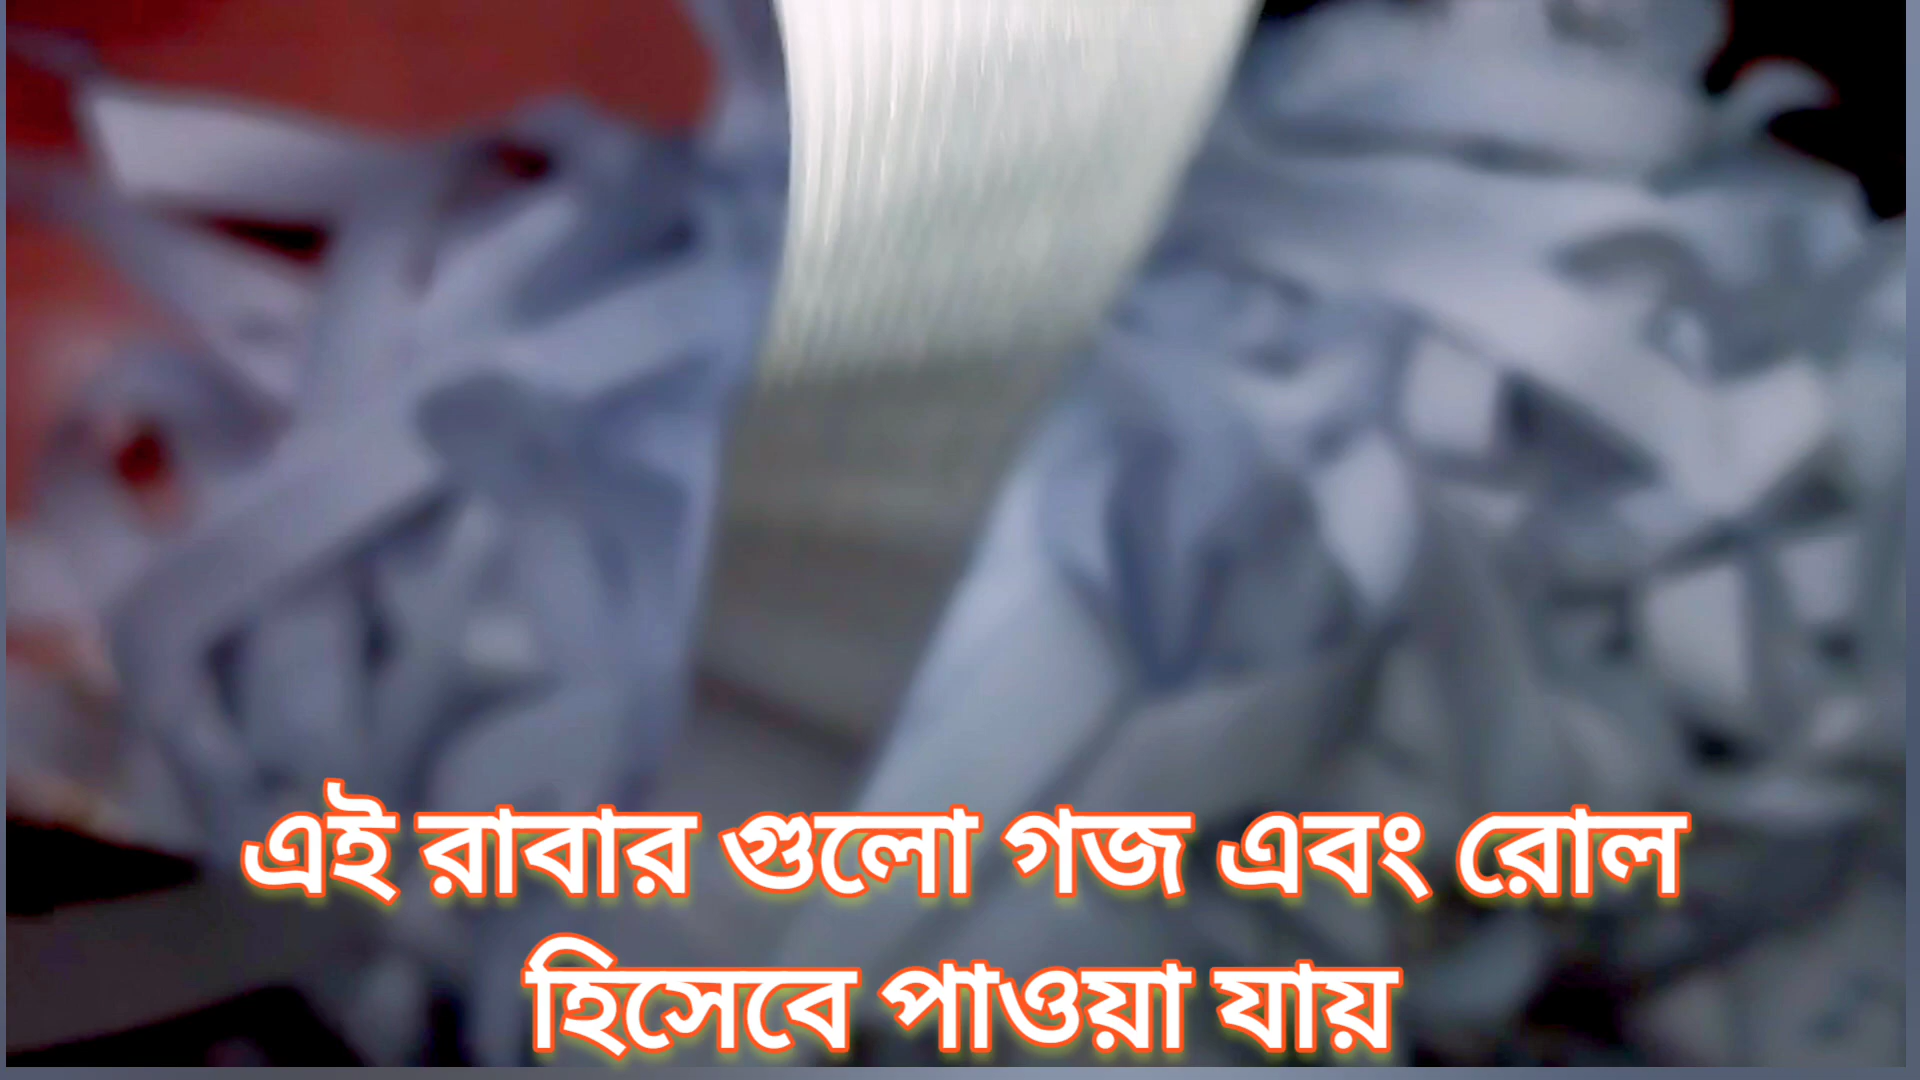 এই রাবার গুলো গজ এবং রোল
হিসেবে পাওয়া যায়